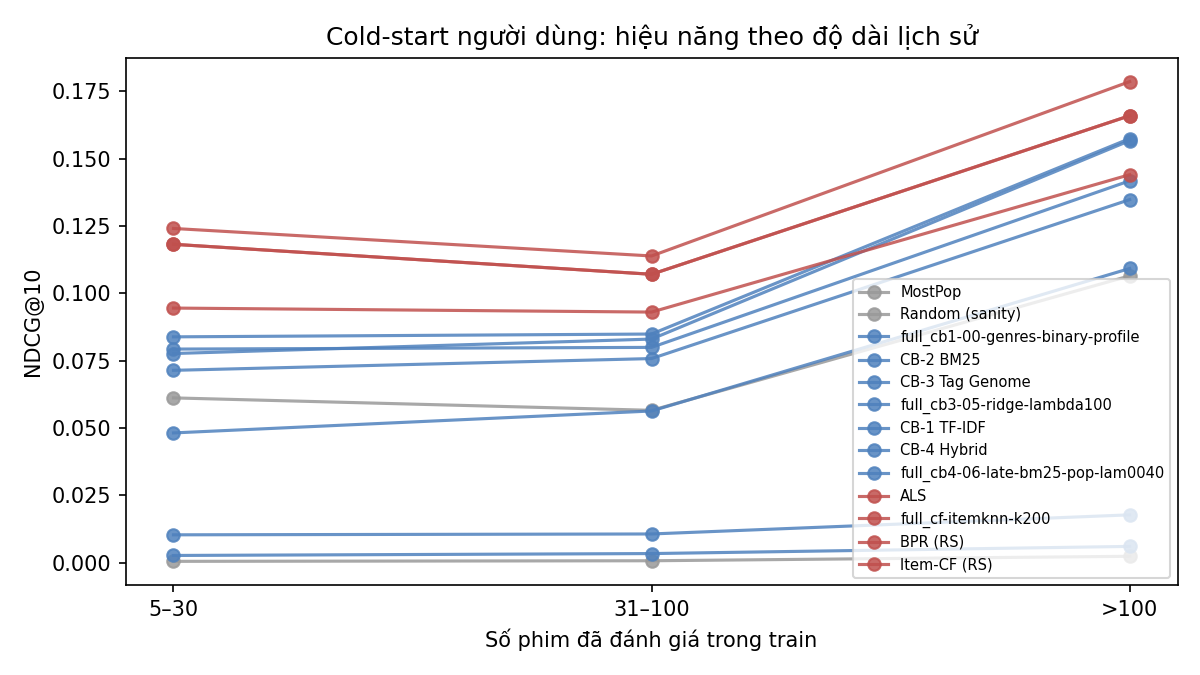 Cold-start người dùng: hiệu năng theo độ dài lịch sử
NDCG@10
0.175
0.150
0.125
0.100
0.075
0.050
0.025
0.000
MostPop
Random (sanity)
full_cb1-00-genres-binary-profile
CB-2 BM25
CB-3 Tag Genome
full_cb3-05-ridge-lambda100
CB-1 TF-IDF
CB-4 Hybrid
full_cb4-06-late-bm25-pop-lam0040
ALS
full_cf-itemknn-k200
BPR (RS)
Item-CF (RS)
5–30
31–100
>100
Số phim đã đánh giá trong train